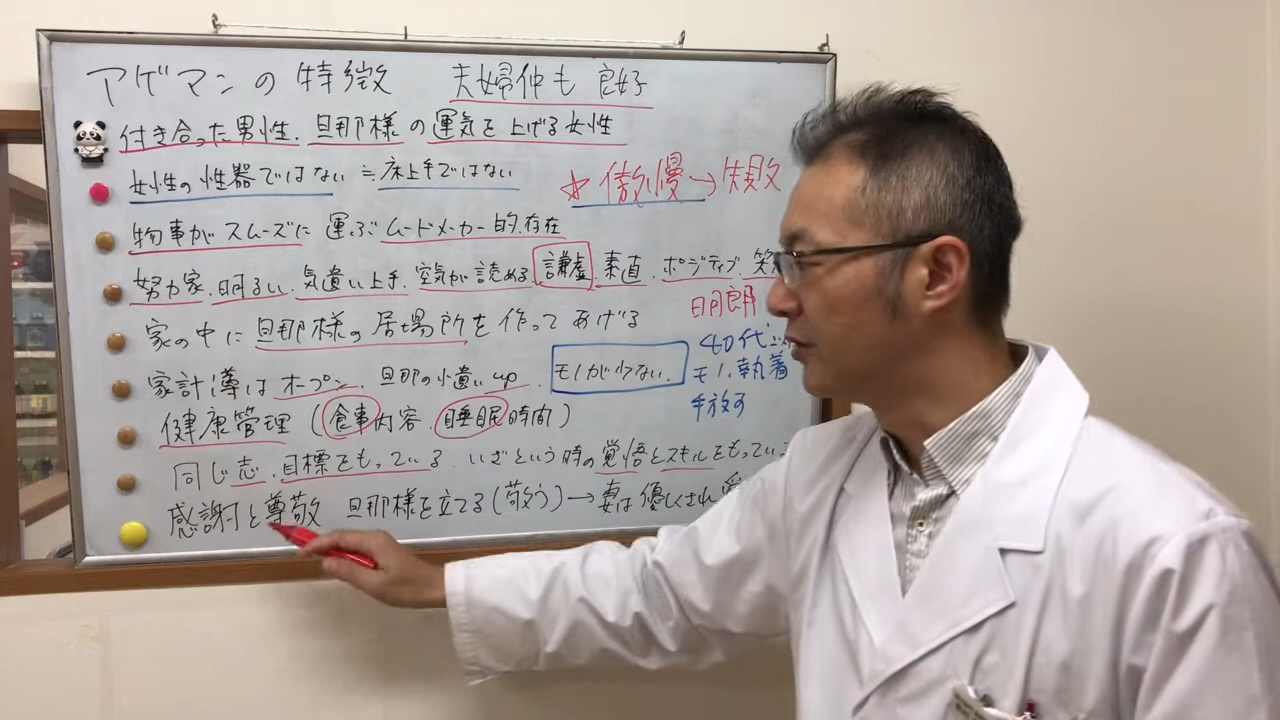 アゲマンの特徴 夫婦仲も良好
付き合った男性、旦那様の運気を上げる女性
女性の性器ではない ≒床上手ではない
☆傲慢→失敗
物事がスムーズに運ぶムードメーカー的存在
努力家、明るい、気遣い上手、空気が読める、謙虚、素直、ポジティブ、笑
明朗
家の中に旦那様の居場所を作ってあげる
40代
家計簿はオープン、旦那の小遣いup、モノが少ない、
モノ、執着
手放す
健康管理(食事内容、睡眠時間)
同じ志、目標をもっている、いざという時の覚悟とスキルをもっている
感謝と尊敬 旦那様を立てる(敬う)→妻は優しくされ